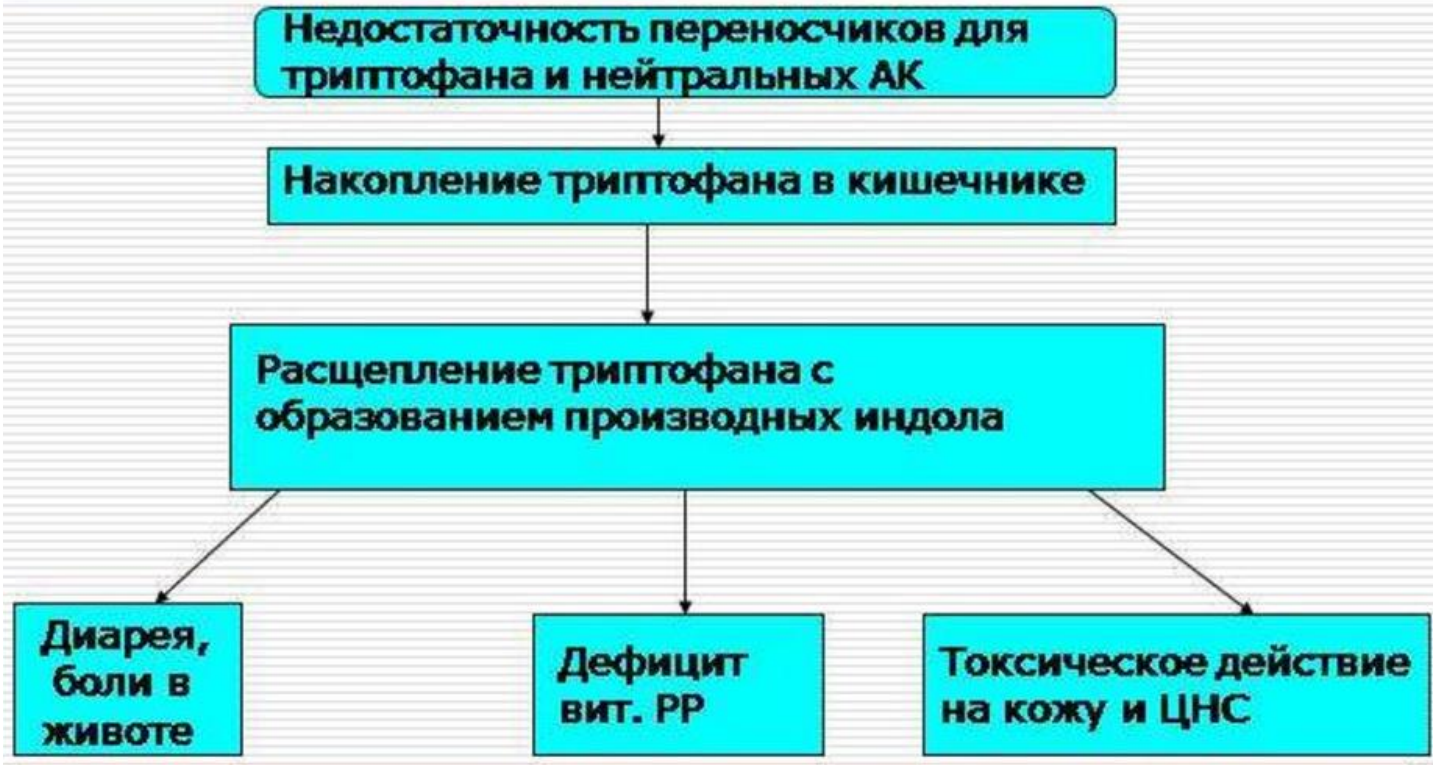 Недостаточность переносчиков для
триптофана и нейтральных АК
Накопление триптофана в кишечнике
Расщепление триптофана с
образованием производных индола
Диарея,
боли в
животе
Дефицит
вит. РР
Токсическое действие
на кожу и ЦНС